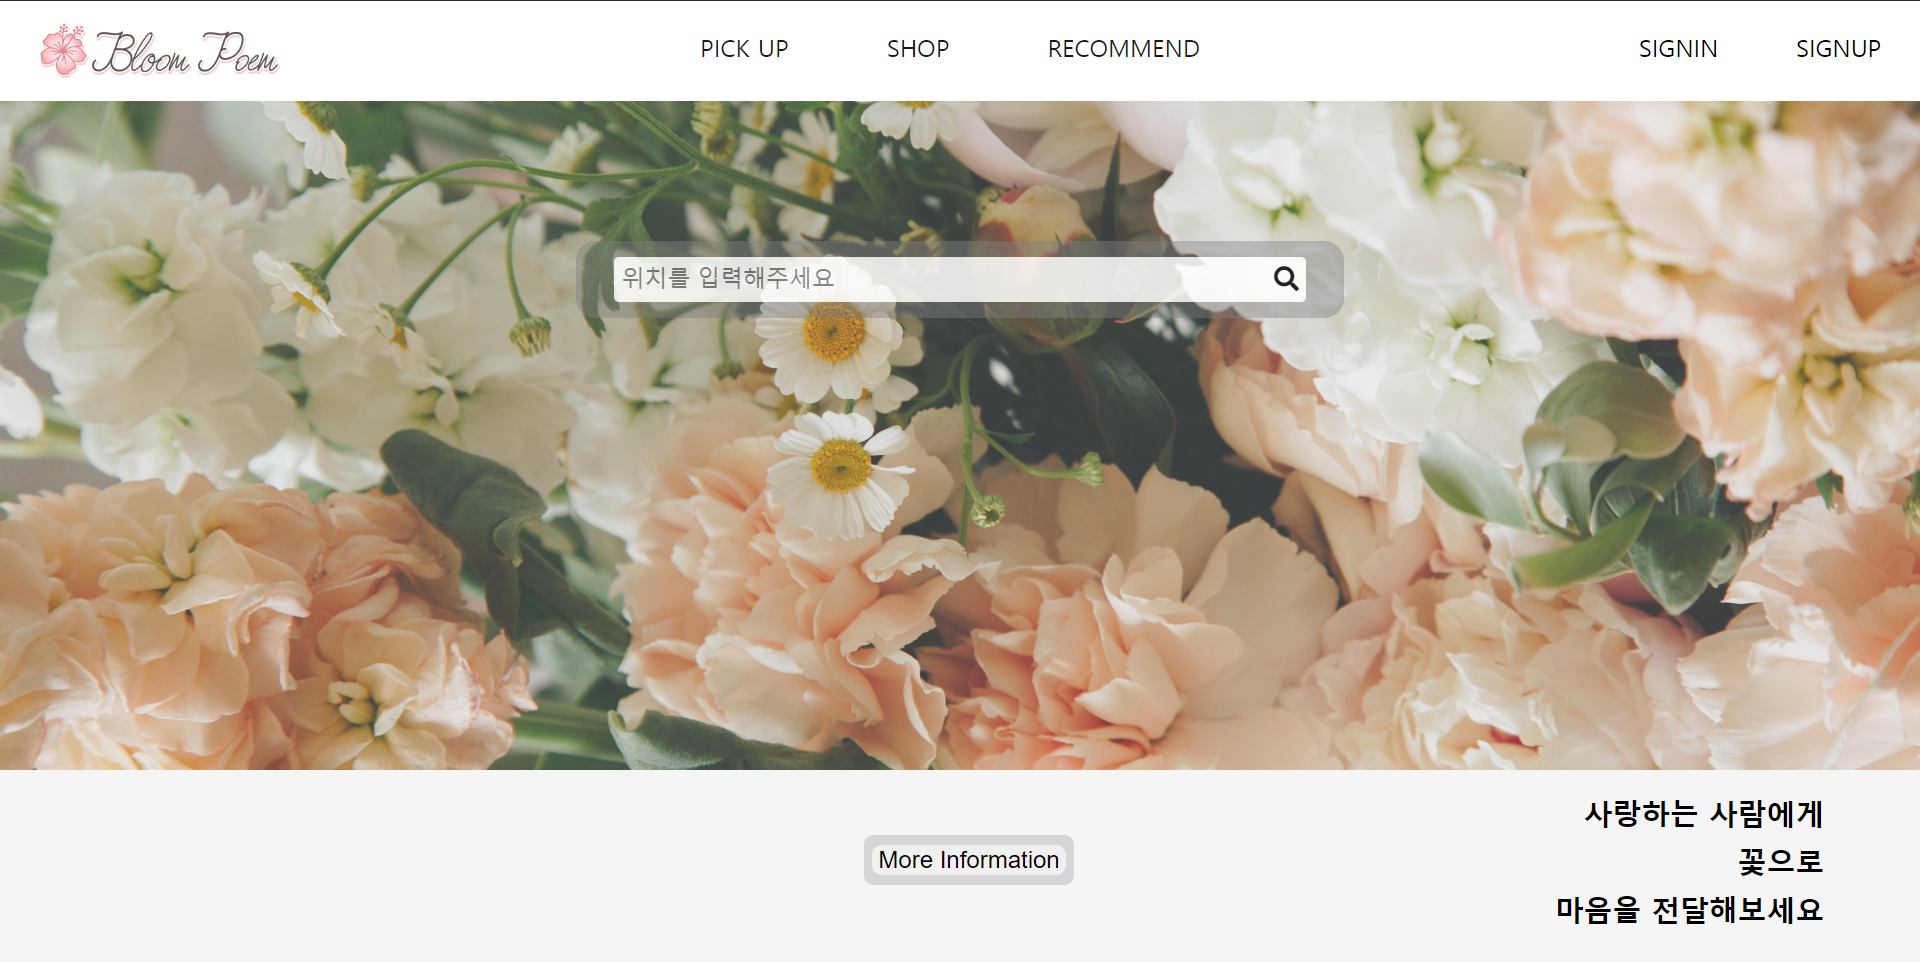 Bloom Poem
PICK UP
SHOP
RECOMMEND
SIGNIN
SIGNUP
위치를 입력해주세요
More Information
사랑하는 사람에게
꽃으로
마음을 전달해보세요